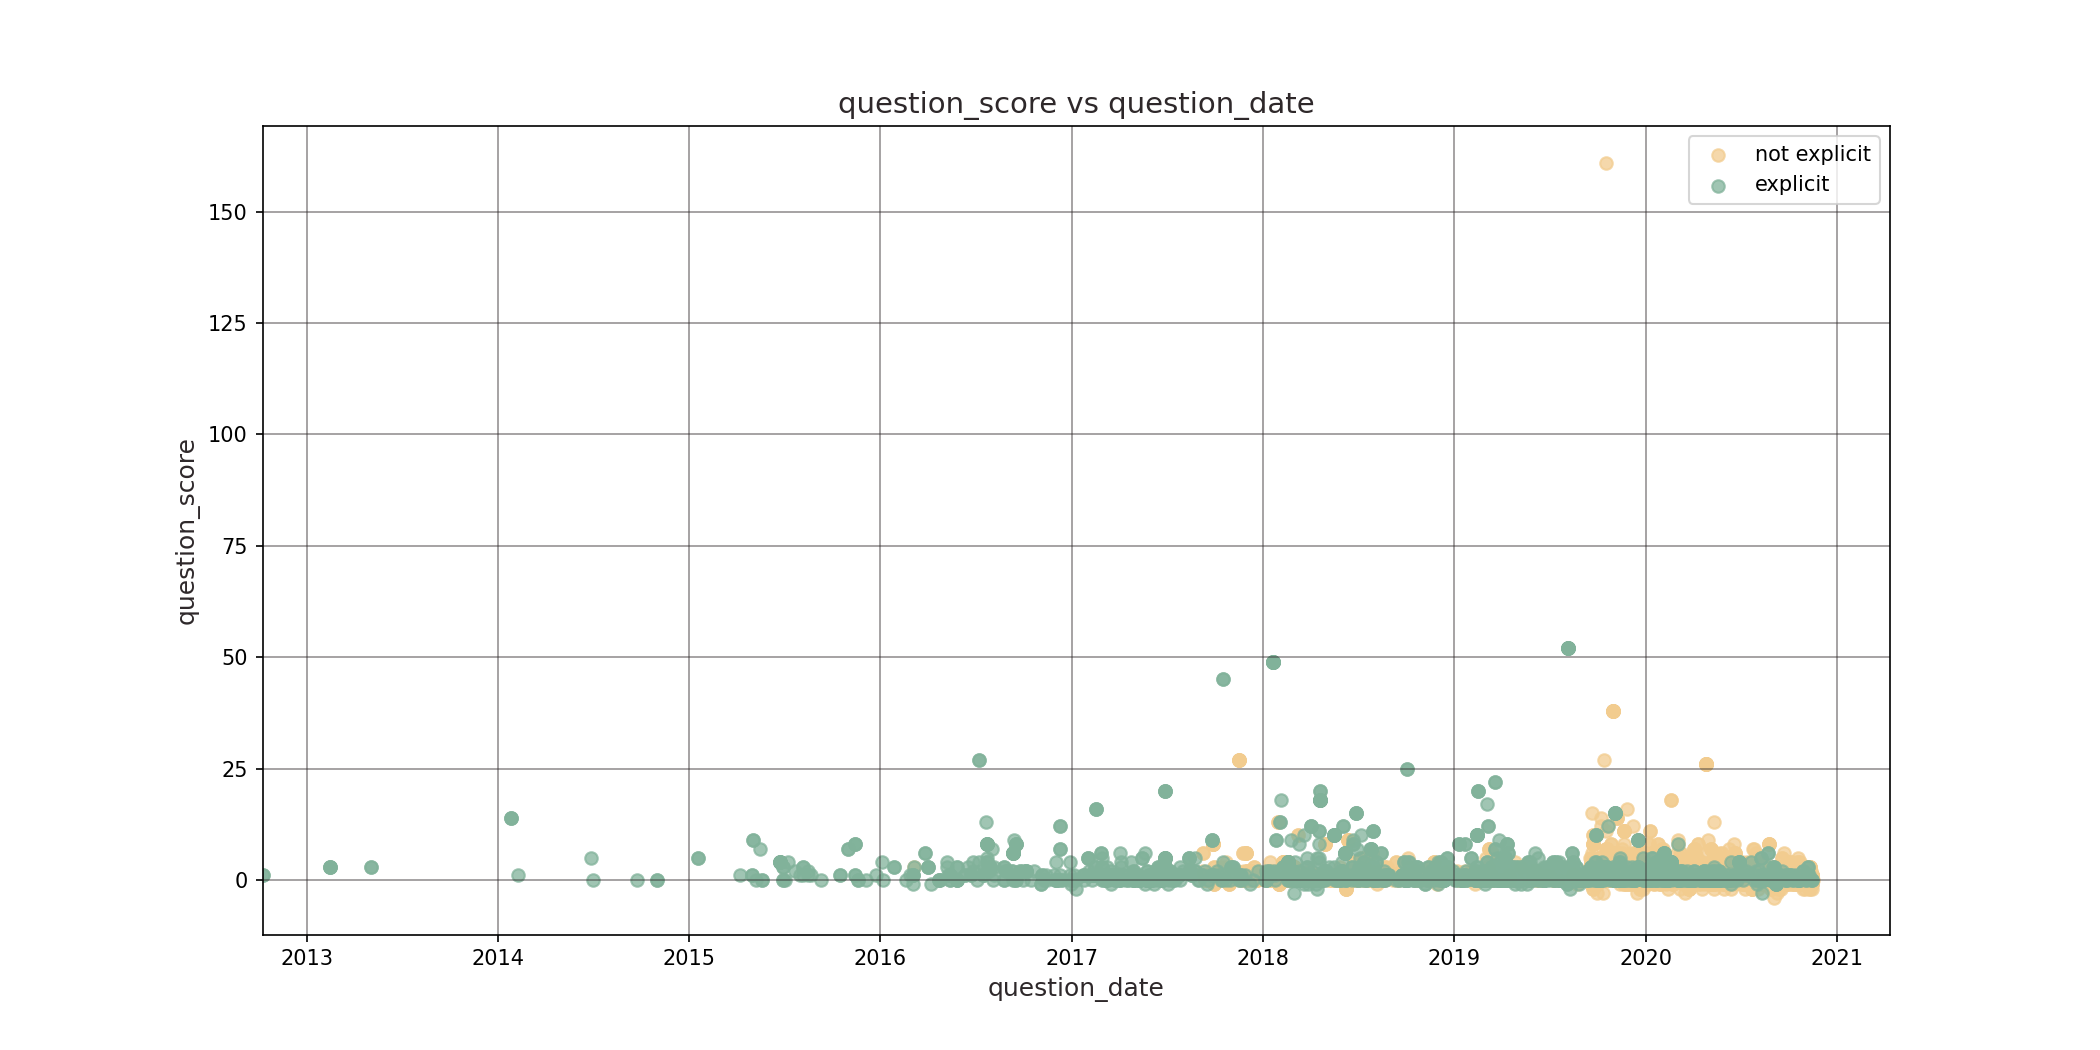 question_score vs question_date
not explicit
explicit
150
125
100
75
50
25
0
question_score
2013 2014 2015 2016 2017 2018 2019 2020 2021
question_date